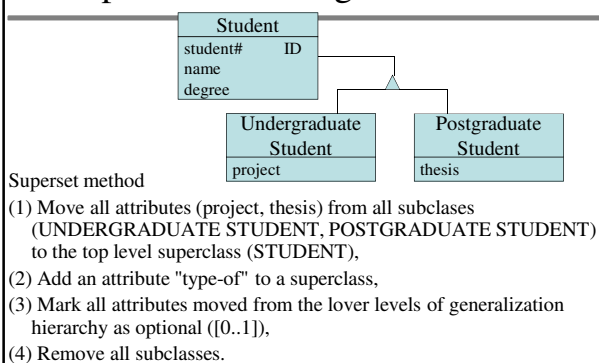 Student
student# ID
name
degree
Undergraduate
Student
project
Postgraduate
Student
thesis
Superset method
(1) Move all attributes (project, thesis) from all subclases
(UNDERGRADUATE STUDENT, POSTGRADUATE STUDENT)
to the top level superclass (STUDENT),
(2) Add an attribute "type-of" to a superclass,
(3) Mark all attributes moved from the lover levels of generalization
hierarchy as optional ([0..1]),
(4) Remove all subclasses.